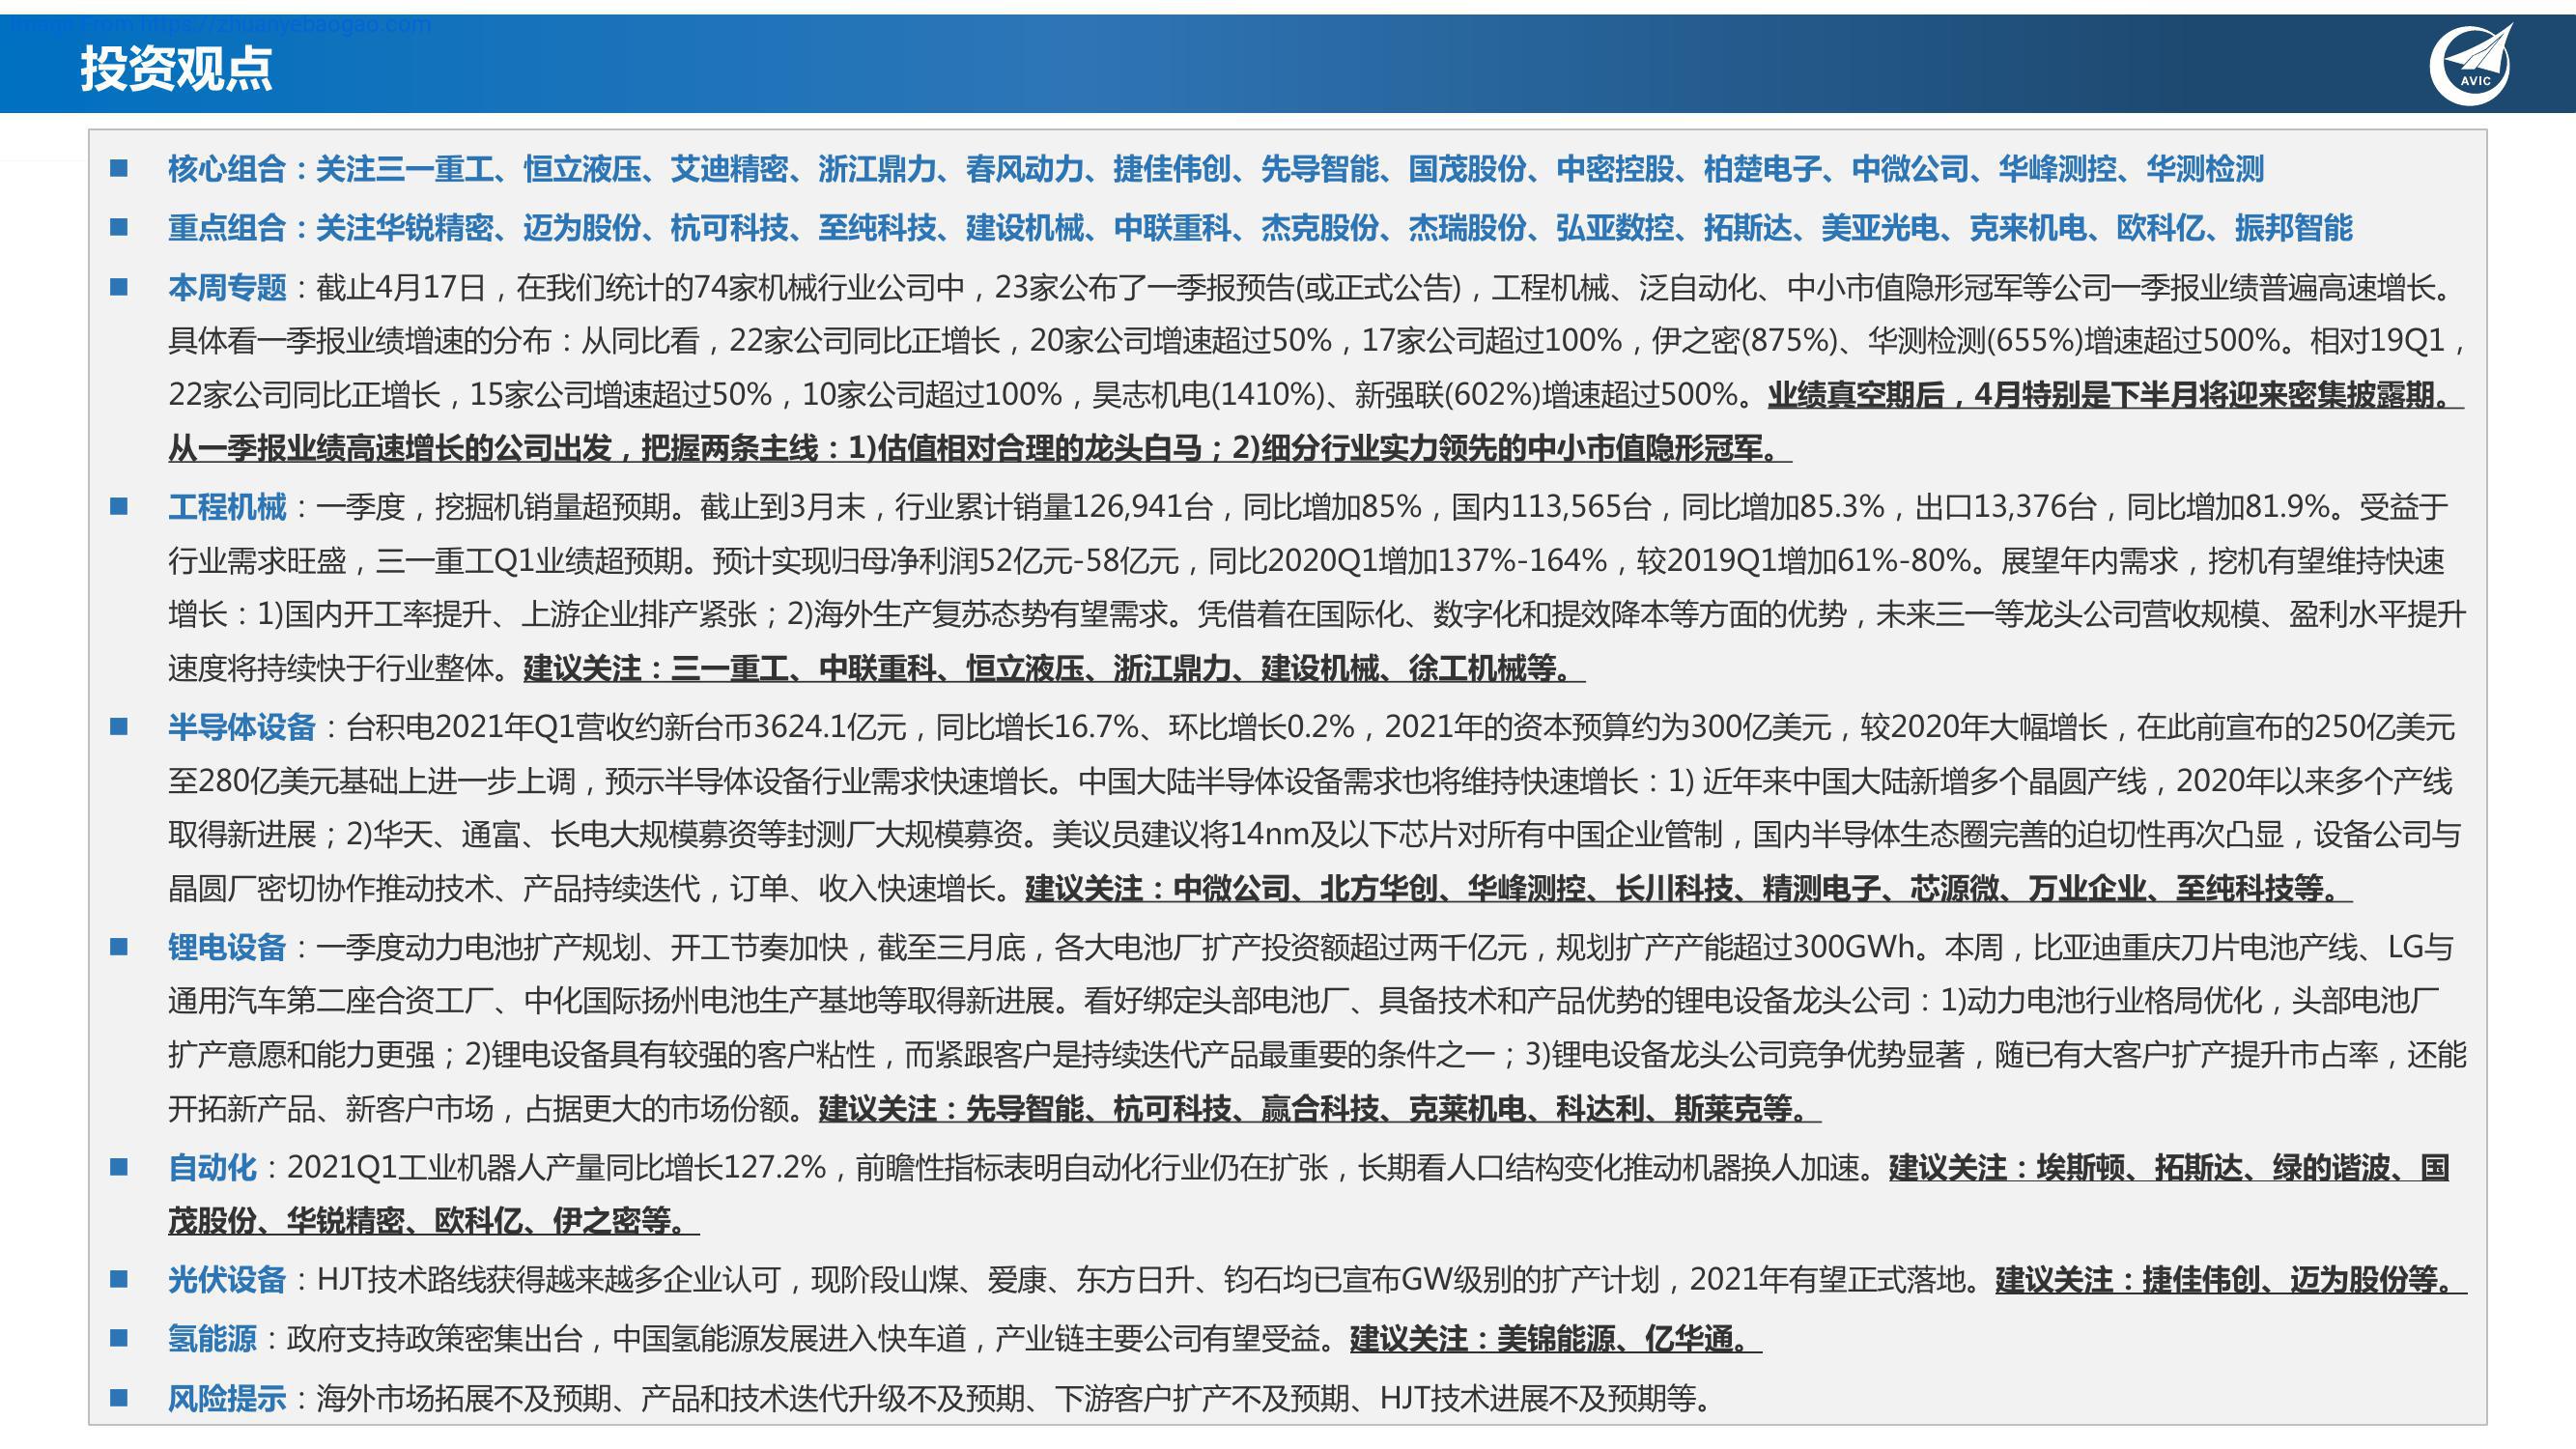 Image From https://zhuanyebaogao.com
投资观点
AVIC
■ 核心组合：关注三一重工、恒立液压、艾迪精密、浙江鼎力、春风动力、捷佳伟创、先导智能、国茂股份、中密控股、柏楚电子、中微公司、华峰测控、华测检测
■ 重点组合：关注华锐精密、迈为股份、杭可科技、至纯科技、建设机械、中联重科、杰克股份、杰瑞股份、弘亚数控、拓斯达、美亚光电、克来机电、欧科亿、振邦智能
■ 本周专题：截止4月17日，在我们统计的74家机械行业公司中，23家公布了一季报预告(或正式公告)，工程机械、泛自动化、中小市值隐形冠军等公司一季报业绩普遍高速增长。
具体看一季报业绩增速的分布：从同比看，22家公司同比正增长，20家公司增速超过50%，17家公司超过100%，伊之密(875%)、华测检测(655%)增速超过500%。相对19Q1，
22家公司同比正增长，15家公司增速超过50%，10家公司超过100%，昊志机电(1410%)、新强联(602%)增速超过500%。业绩真空期后，4月特别是下半月将迎来密集披露期。
从一季报业绩高速增长的公司出发，把握两条主线：1)估值相对合理的龙头白马；2)细分行业实力领先的中小市值隐形冠军。
■ 工程机械：一季度，挖掘机销量超预期。截止到3月末，行业累计销量126,941台，同比增加85%，国内113,565台，同比增加85.3%，出口13,376台，同比增加81.9%。受益于
行业需求旺盛，三一重工Q1业绩超预期。预计实现归母净利润52亿元-58亿元，同比2020Q1增加137%-164%，较2019Q1增加61%-80%。展望年内需求，挖机有望维持快速
增长：1)国内开工率提升、上游企业排产紧张；2)海外生产复苏态势有望需求。凭借着在国际化、数字化和提效降本等方面的优势，未来三一等龙头公司营收规模、盈利水平提升
速度将持续快于行业整体。建议关注：三一重工、中联重科、恒立液压、浙江鼎力、建设机械、徐工机械等。
■ 半导体设备：台积电2021年Q1营收约新台币3624.1亿元，同比增长16.7%、环比增长0.2%，2021年的资本预算约为300亿美元，较2020年大幅增长，在此前宣布的250亿美元
至280亿美元基础上进一步上调，预示半导体设备行业需求快速增长。中国大陆半导体设备需求也将维持快速增长：1) 近年来中国大陆新增多个晶圆产线，2020年以来多个产线
取得新进展；2)华天、通富、长电大规模募资等封测厂大规模募资。美议员建议将14nm及以下芯片对所有中国企业管制，国内半导体生态圈完善的迫切性再次凸显，设备公司与
晶圆厂密切协作推动技术、产品持续迭代，订单、收入快速增长。建议关注：中微公司、北方华创、华峰测控、长川科技、精测电子、芯源微、万业企业、至纯科技等。
■ 锂电设备：一季度动力电池扩产规划、开工节奏加快，截至三月底，各大电池厂扩产投资额超过两千亿元，规划扩产产能超过300GWh。本周，比亚迪重庆刀片电池产线、LG与
通用汽车第二座合资工厂、中化国际扬州电池生产基地等取得新进展。看好绑定头部电池厂、具备技术和产品优势的锂电设备龙头公司：1)动力电池行业格局优化，头部电池厂
扩产意愿和能力更强；2)锂电设备具有较强的客户粘性，而紧跟客户是持续迭代产品最重要的条件之一；3)锂电设备龙头公司竞争优势显著，随已有大客户扩产提升市占率，还能
开拓新产品、新客户市场，占据更大的市场份额。建议关注：先导智能、杭可科技、赢合科技、克莱机电、科达利、斯莱克等。
■ 自动化：2021Q1工业机器人产量同比增长127.2%，前瞻性指标表明自动化行业仍在扩张，长期看人口结构变化推动机器换人加速。建议关注：埃斯顿、拓斯达、绿的谐波、国
茂股份、华锐精密、欧科亿、伊之密等。
■ 光伏设备：HJT技术路线获得越来越多企业认可，现阶段山煤、爱康、东方日升、钧石均已宣布GW级别的扩产计划，2021年有望正式落地。建议关注：捷佳伟创、迈为股份等。
■ 氢能源：政府支持政策密集出台，中国氢能源发展进入快车道，产业链主要公司有望受益。建议关注：美锦能源、亿华通。
■ 风险提示：海外市场拓展不及预期、产品和技术迭代升级不及预期、下游客户扩产不及预期、HJT技术进展不及预期等。